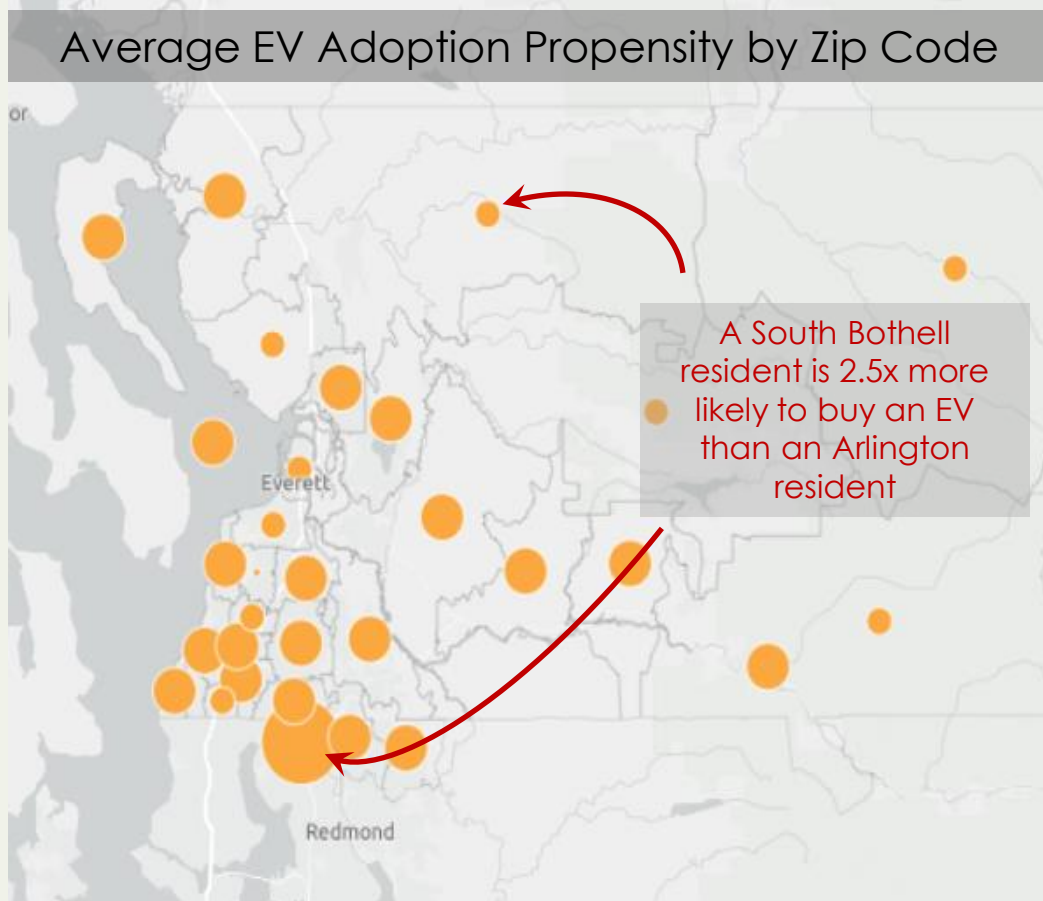 Average EV Adoption Propensity by Zip Code
or
A South Bothell
resident is 2.5x more
likely to buy an EV
than an Arlington
resident
Everett
Redmond